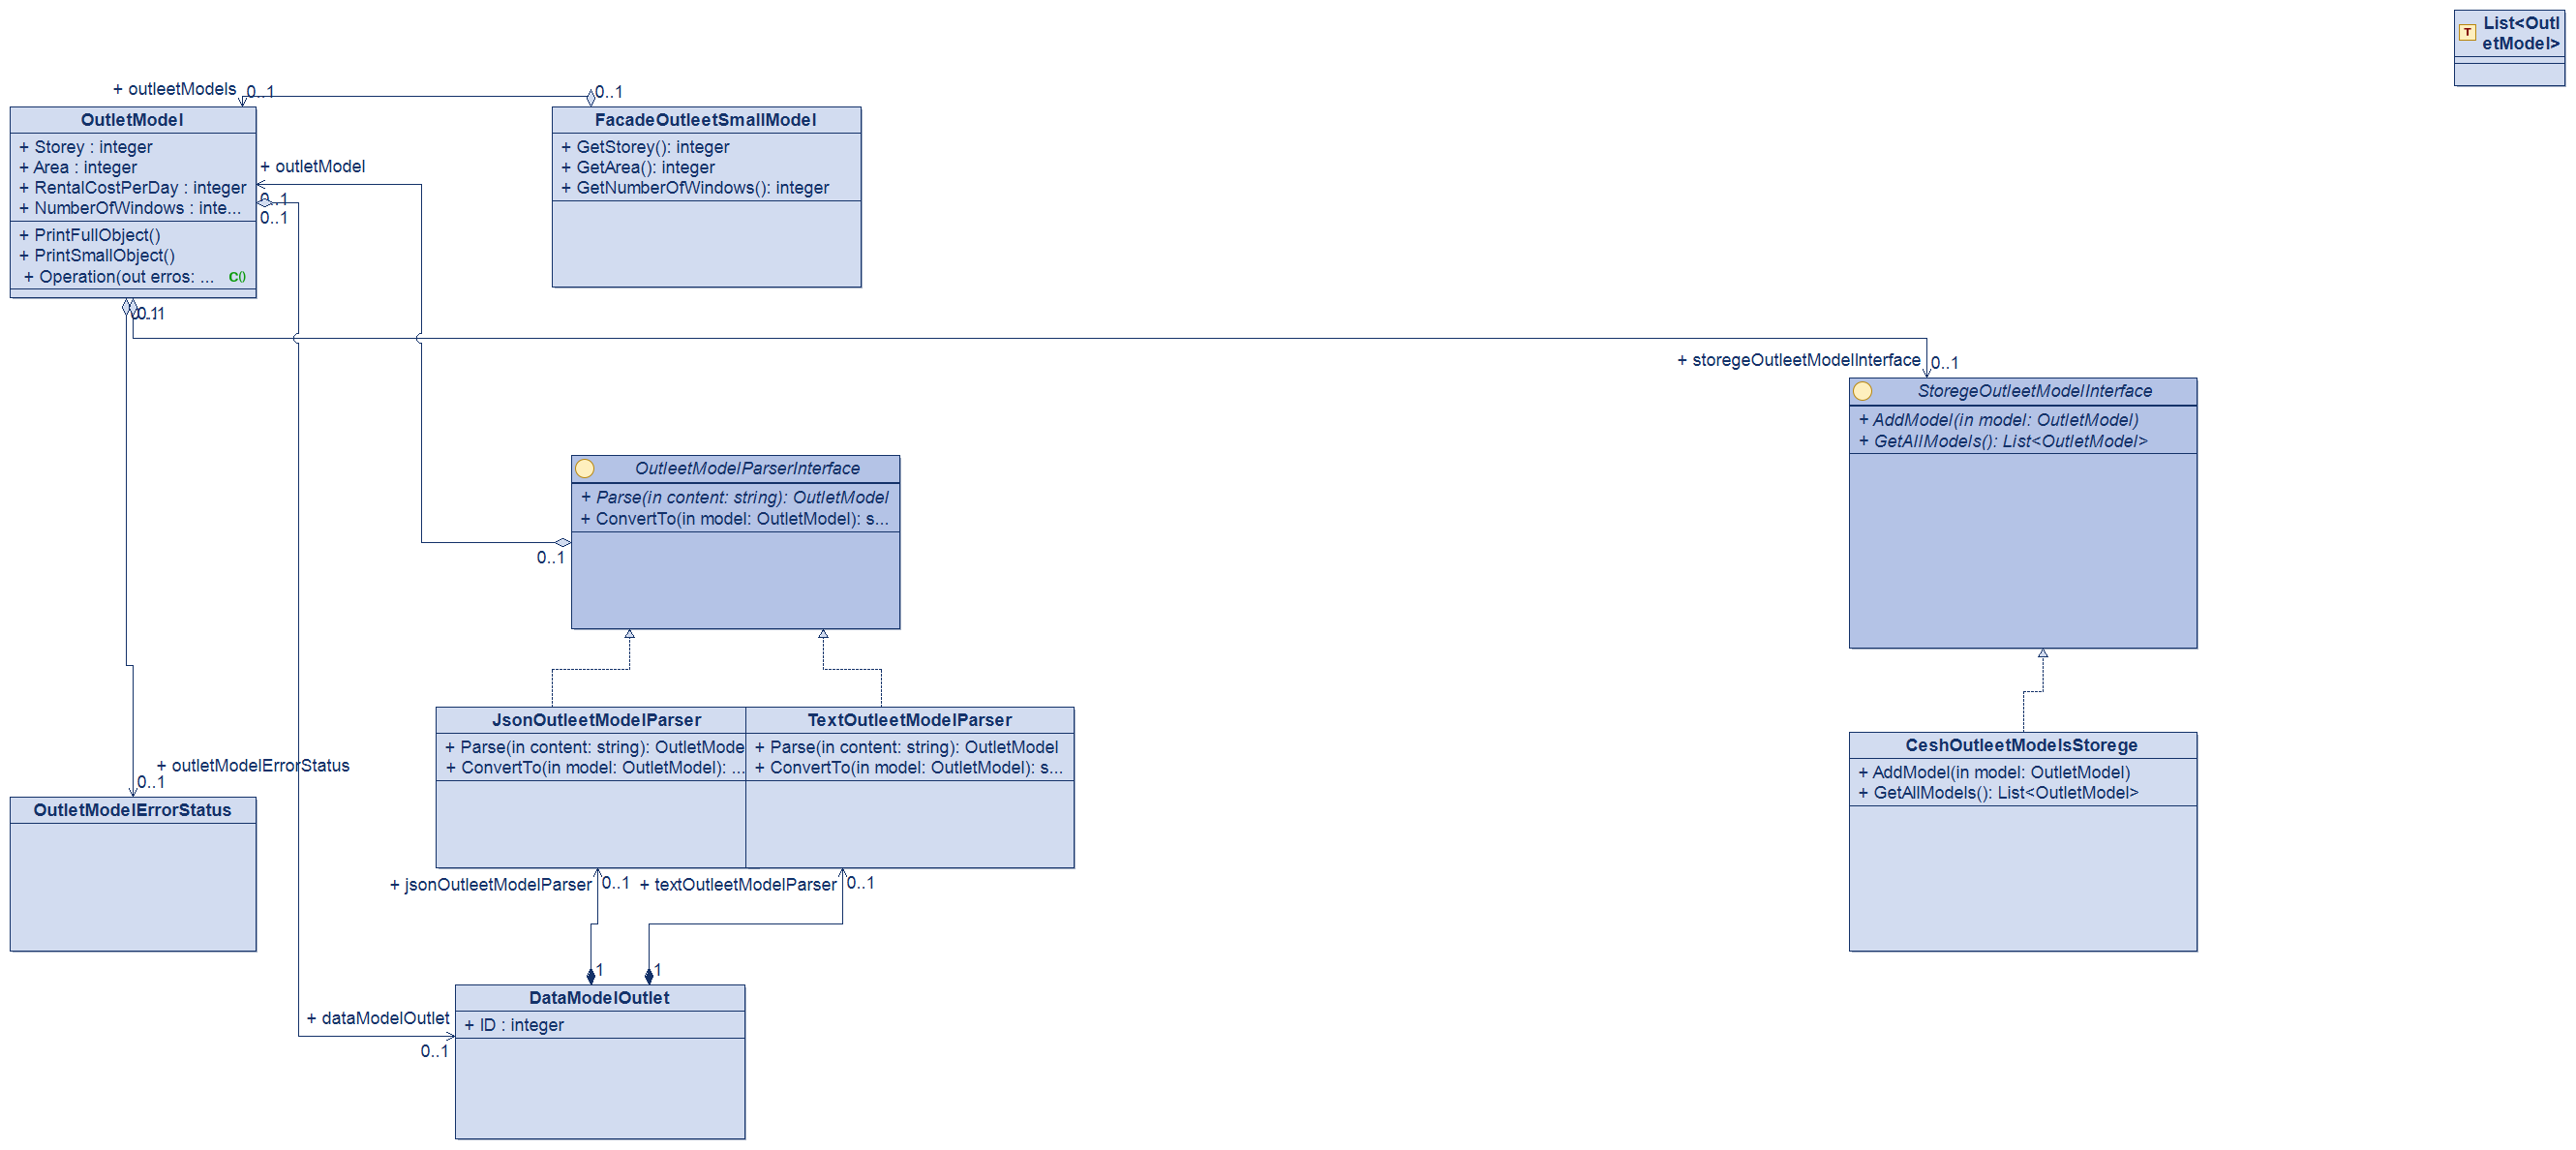 List<Outl
etModel>
+ outleetModels
0..1
0..1
OutletModel
+ Storey : integer
+ Area : integer
+ RentalCostPerDay : integer
+ NumberOfWindows : inte...
+ PrintFullObject()
+ PrintSmallObject()
+ Operation(out erros: ...
C()
FacadeOutleetSmallModel
+ GetStorey(): integer
+ GetArea(): integer
+ GetNumberOfWindows(): integer
+ outletModel
0..1
0..1
+ storegeOutleetModelInterface
0..1
StoregeOutleetModelInterface
+ AddModel(in model: OutletModel)
+ GetAllModels(): List<OutletModel>
OutleetModelParserInterface
+ Parse(in content: string): OutletModel
+ ConvertTo(in model: OutletModel): s...
0..1
JsonOutleetModelParser
+ Parse(in content: string): OutletMode
+ ConvertTo(in model: OutletModel): ...
TextOutleetModelParser
+ Parse(in content: string): OutletModel
+ ConvertTo(in model: OutletModel): s...
CeshOutleetModelsStorege
+ AddModel(in model: OutletModel)
+ GetAllModels(): List<OutletModel>
+ outletModelErrorStatus
0..1
OutletModelErrorStatus
+ jsonOutleetModelParser
0..1
+ textOutleetModelParser
0..1
1
1
DataModelOutlet
+ ID : integer
+ dataModelOutlet
0..1